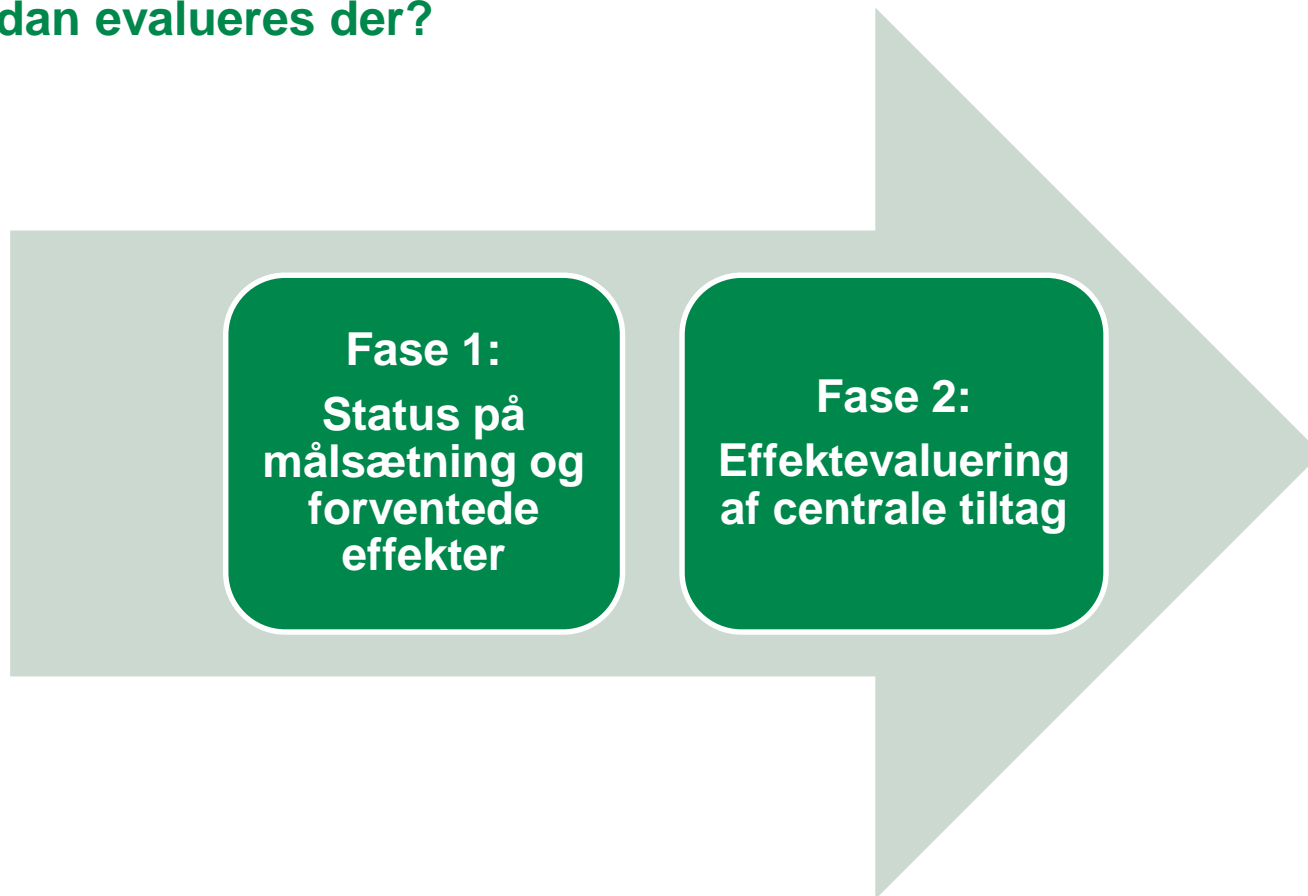 dan evalueres der?
Fase 1:
Status på
målsætning og
forventede
effekter
Fase 2:
Effektevaluering
af centrale tiltag